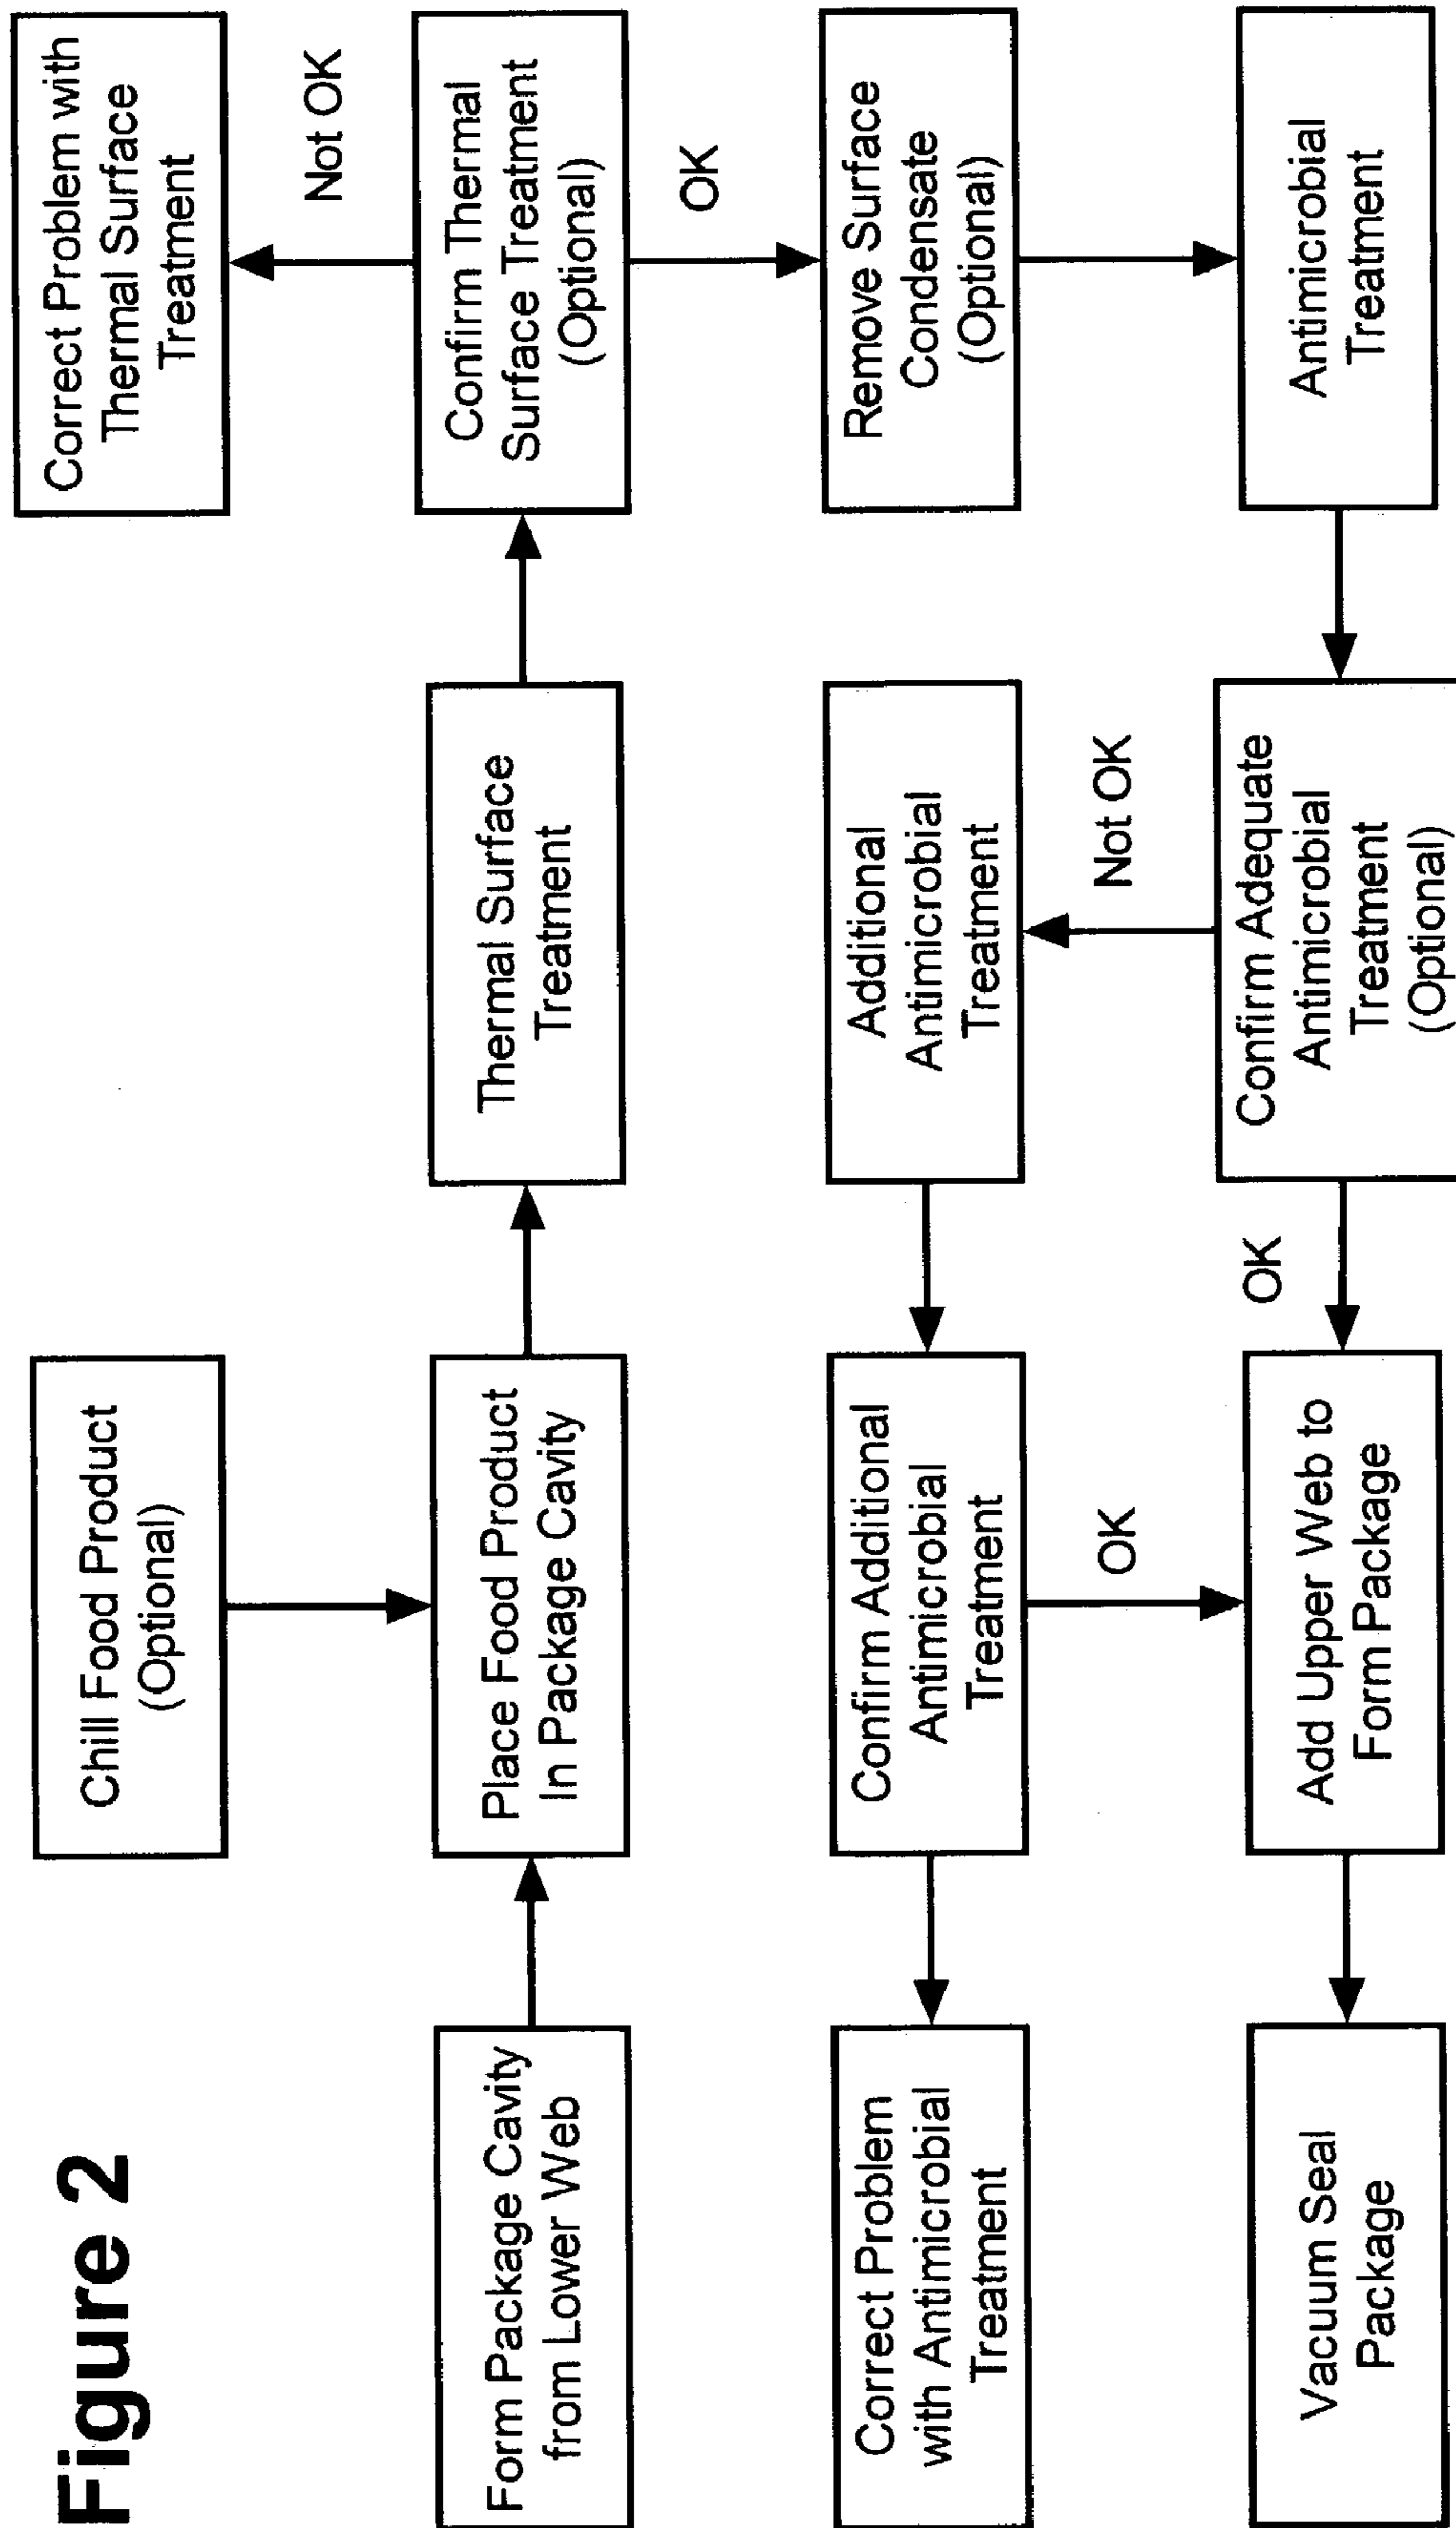 Figure 2
Chill Food Product
(Optional)
Correct Problem with
Thermal Surface
Treatment
Not OK
Form Package Cavity
from Lower Web
Place Food Product
In Package Cavity
Thermal Surface
Treatment
Confirm Thermal
Surface Treatment
(Optional)
OK
Correct Problem
with Antimicrobial
Treatment
Confirm Additional
Antimicrobial
Treatment
Additional
Antimicrobial
Treatment
Remove Surface
Condensate
(Optional)
OK
Not OK
Vacuum Seal
Package
Add Upper Web to
Form Package
OK
Confirm Adequate
Antimicrobial
Treatment
(Optional)
Antimicrobial
Treatment